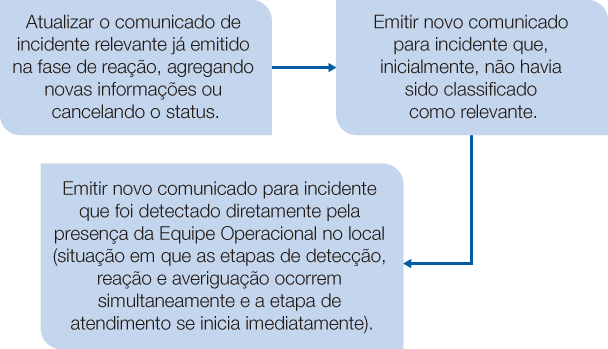 Atualizar o comunicado de
incidente relevante já emitido
na fase de reação, agregando
novas informações ou
cancelando o status.
Emitir novo comunicado
para incidente que,
inicialmente, não havia
sido classificado
como relevante.
Emitir novo comunicado para incidente
que foi detectado diretamente pela
presença da Equipe Operacional no local
(situação em que as etapas de detecção,
reação e averiguação ocorrem
simultaneamente e a etapa de
atendimento se inicia imediatamente).